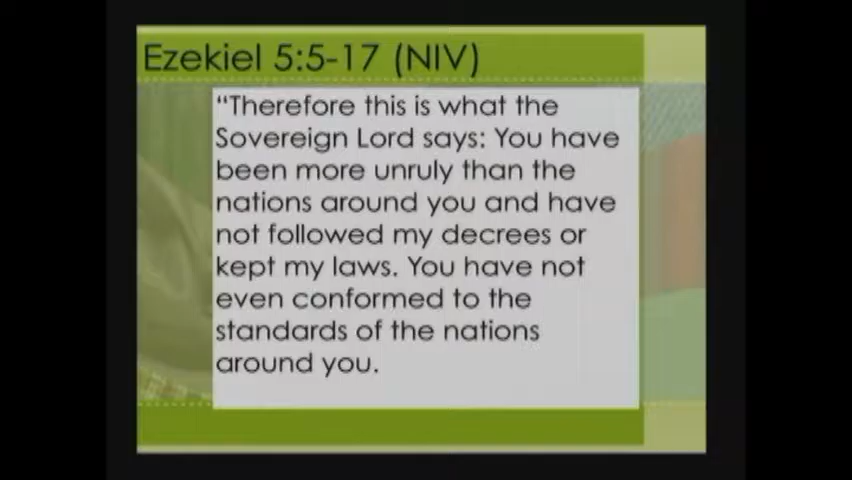 Ezekiel 5:5-17 (NIV)
“Therefore this is what the
Sovereign Lord says: You have
been more unruly than the
nations around you and have
not followed my decrees or
kept my laws. You have not
even conformed to the
standards of the nations
around you.